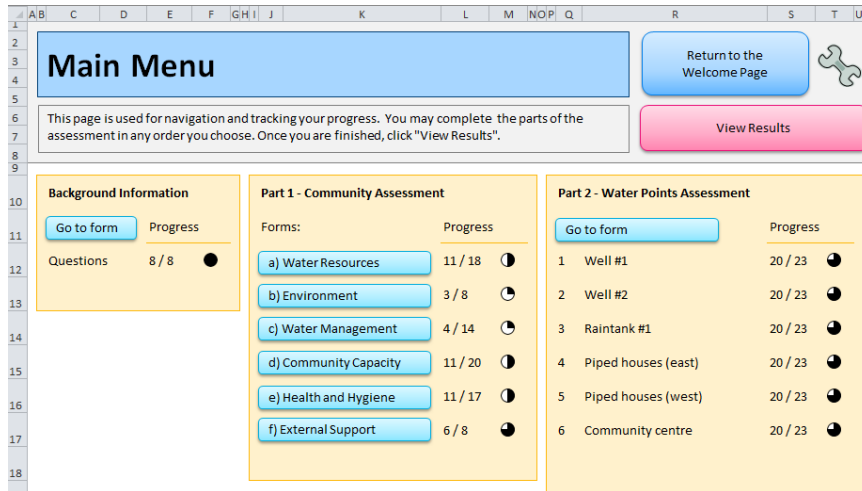 A B C D E F G H I J K L M N O P Q R S T U
1
2
3
4
5
6
7
8
9
10
11
12
13
14
15
16
17
18
Main Menu
Return to the
Welcome Page
This page is used for navigation and tracking your progress. You may complete the parts of the
assessment in any order you choose. Once you are finished, click "View Results".
View Results
Background Information
Go to form Progress
Questions 8 / 8
Part 1 - Community Assessment
Forms: Progress
a) Water Resources 11 / 18
b) Environment 3 / 8
c) Water Management 4 / 14
d) Community Capacity 11 / 20
e) Health and Hygiene 11 / 17
f) External Support 6 / 8
Part 2 - Water Points Assessment
Go to form Progress
1 Well #1 20 / 23
2 Well #2 20 / 23
3 Raintank #1 20 / 23
4 Piped houses (east) 20 / 23
5 Piped houses (west) 20 / 23
6 Community centre 20 / 23